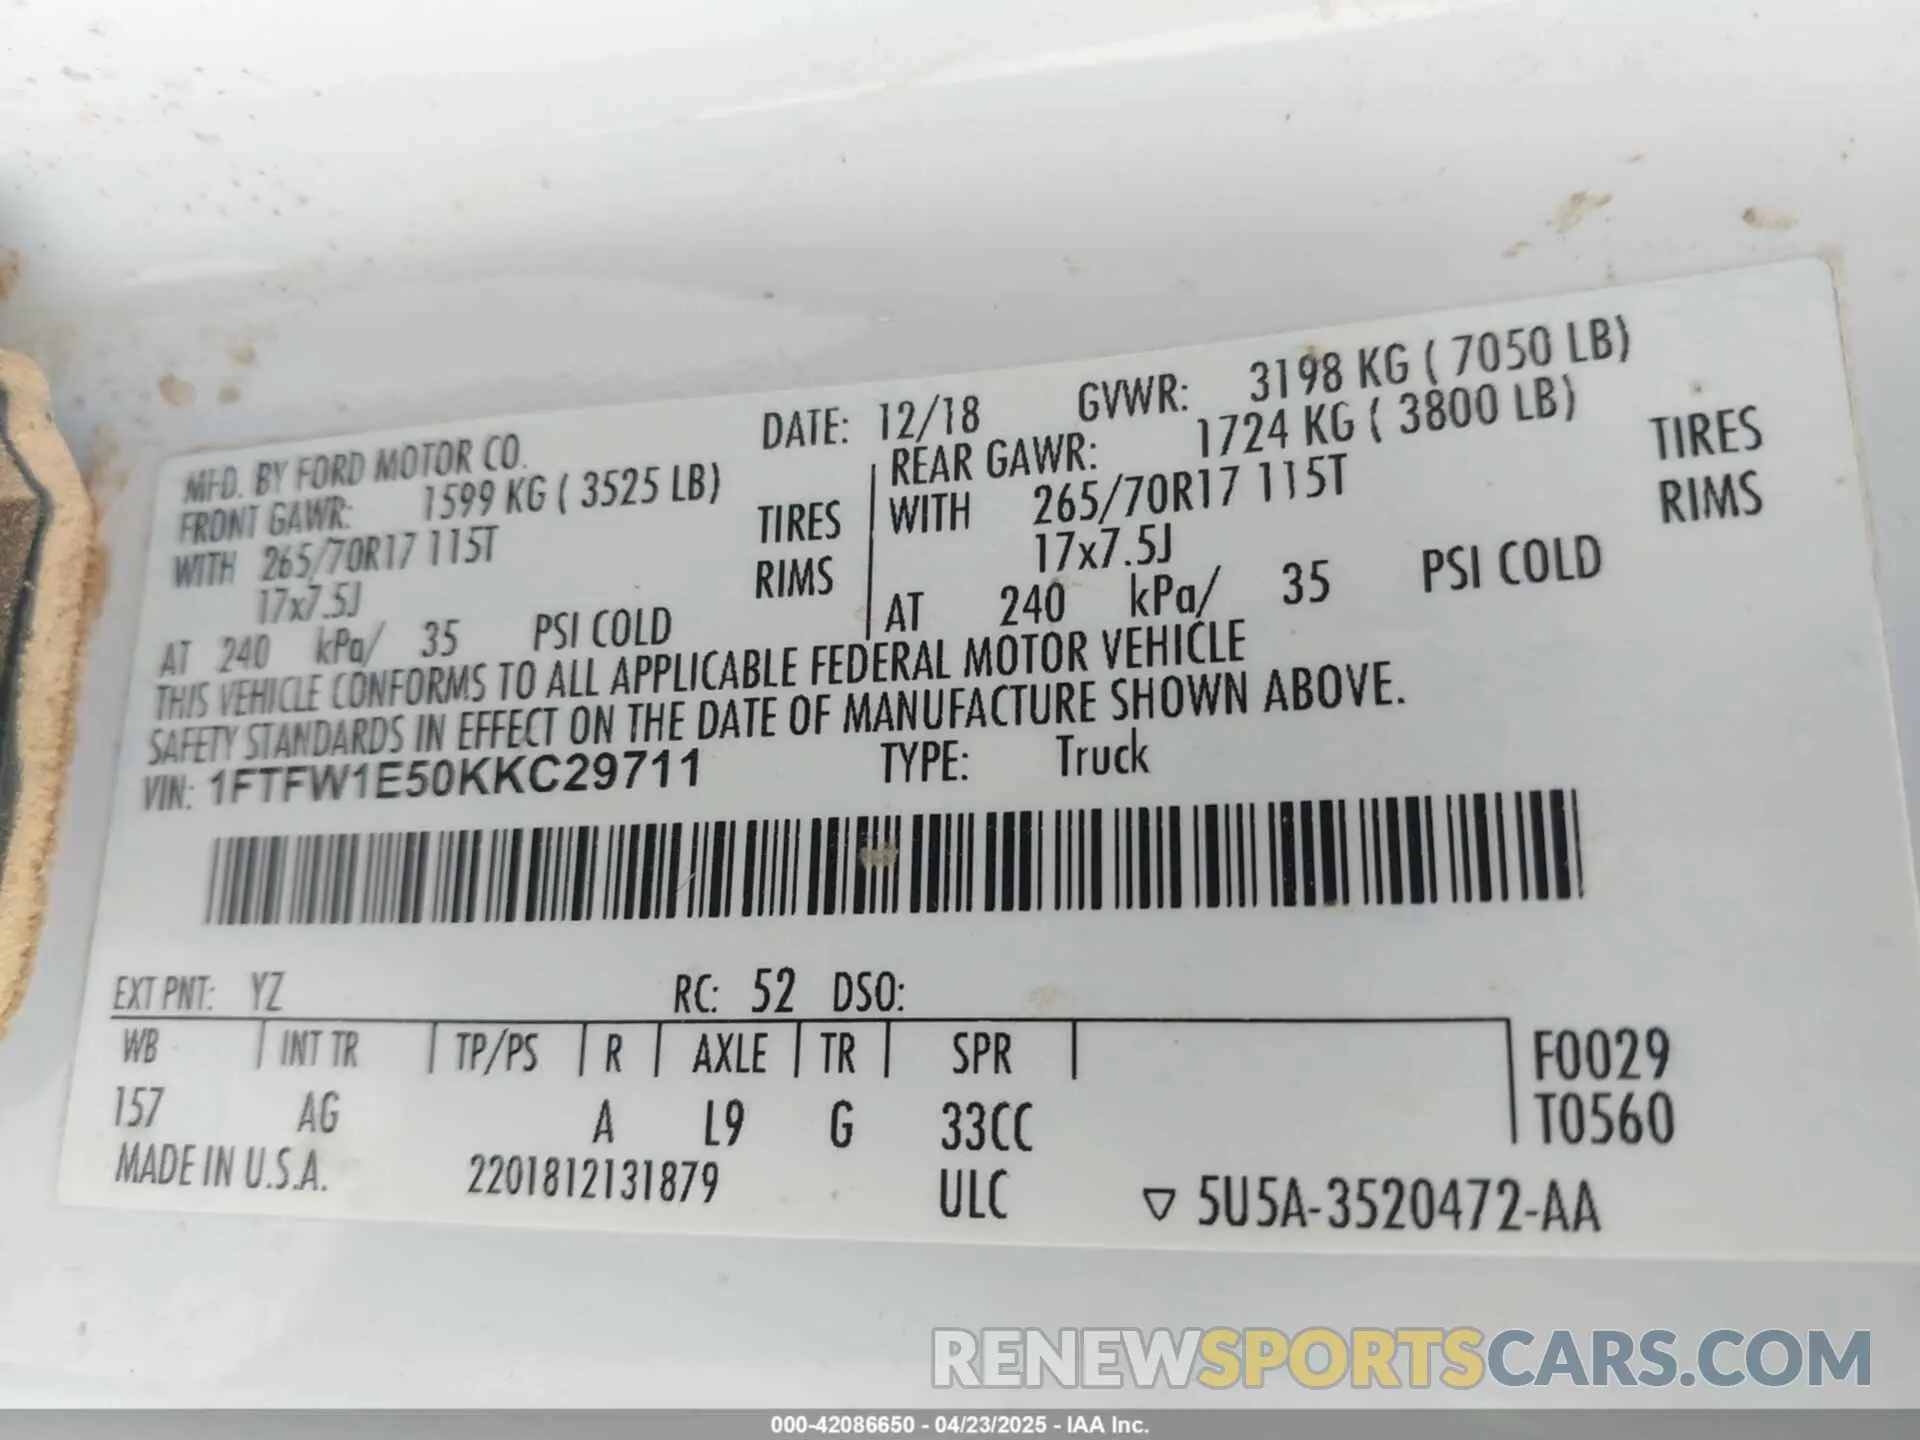 MFD. BY FORD MOTOR CO. DATE: 12/18 GVWR: 3198 KG ( 7050 LB)
FRONT GAWR: 1599 KG ( 3525 LB) REAR GAWR: 1724 KG ( 3800 LB)
WITH 265/70R17 115T TIRES WITH 265/70R17 115T TIRES
17x7.5J RIMS 17x7.5J RIMS
AT 240 kPa/ 35 PSI COLD AT 240 kPa/ 35 PSI COLD
THIS VEHICLE CONFORMS TO ALL APPLICABLE FEDERAL MOTOR VEHICLE
SAFETY STANDARDS IN EFFECT ON THE DATE OF MANUFACTURE SHOWN ABOVE.
VIN: 1FTFW1E50KKC29711 TYPE: Truck
EXT PNT: YZ RC: 52 DSO:
WB INT TR TP/PS R AXLE TR SPR F0029
157 AG A L9 G 33CC T0560
MADE IN U.S.A. 2201812131879 ULC ▽ 5U5A-3520472-AA
RENEWSPORTSCARS.COM
000-42086650 - 04/23/2025 - IAA Inc.